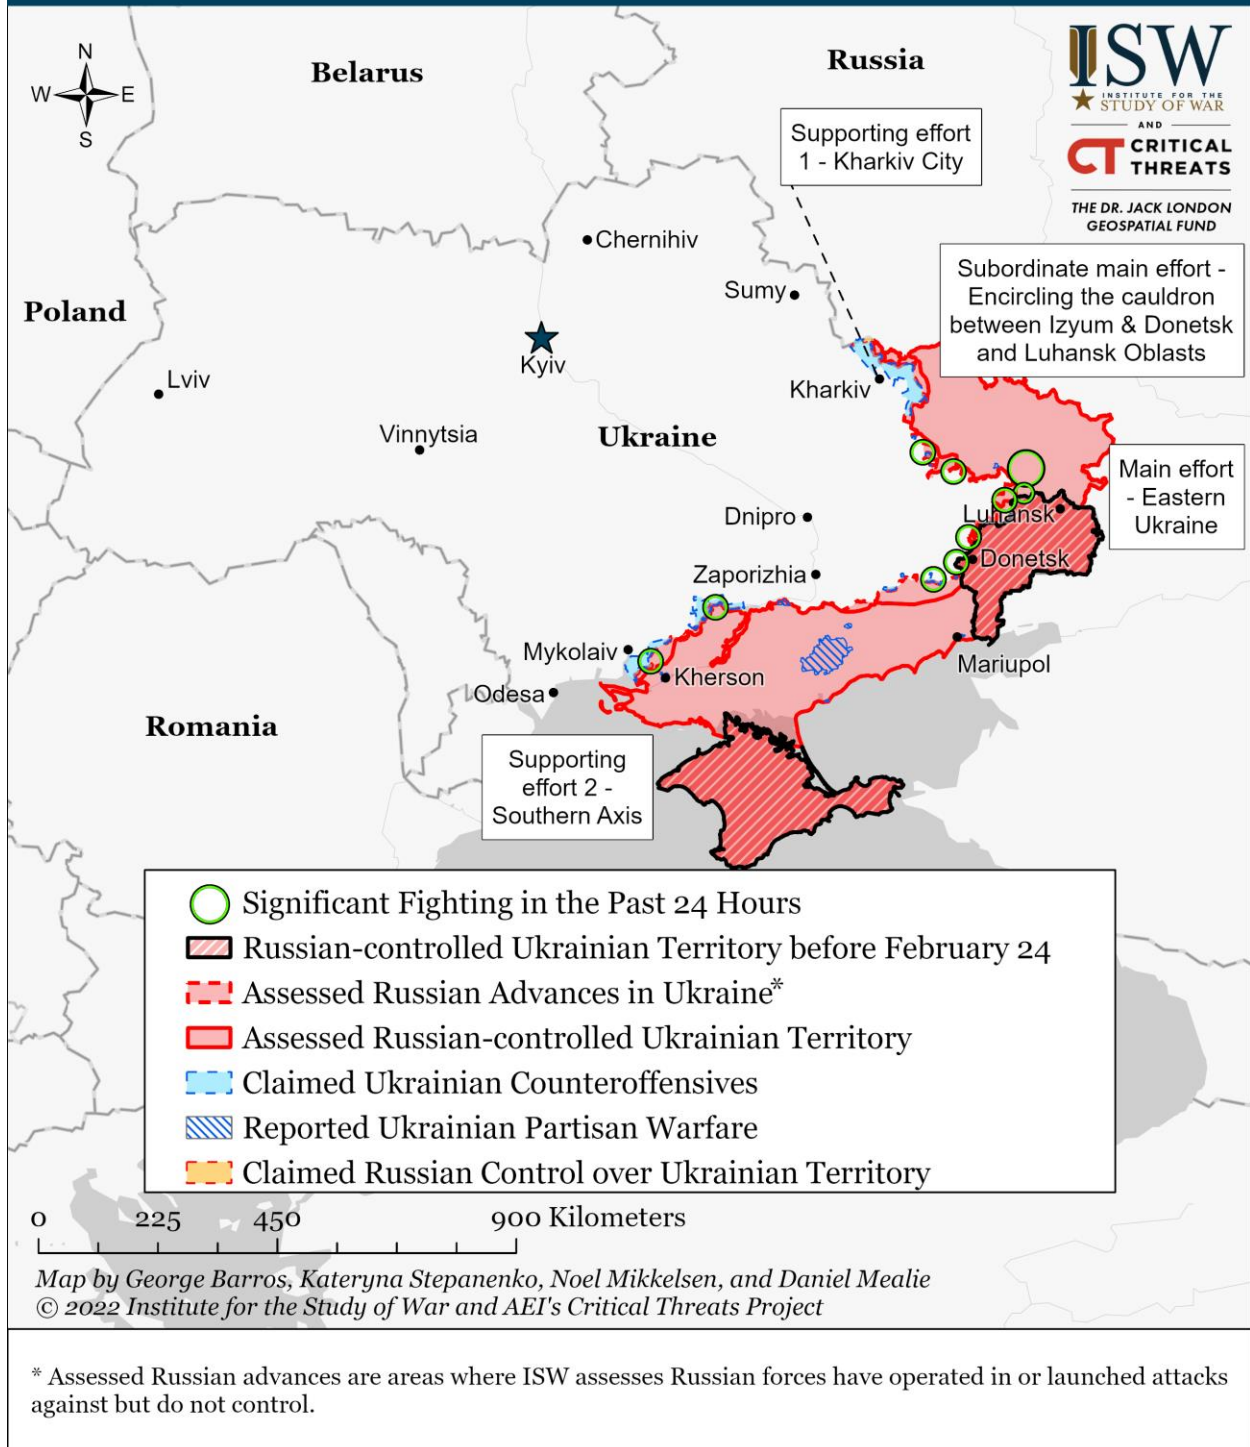 N
W E
S
Belarus
Russia
ISW
INSTITUTE FOR THE
STUDY OF WAR
AND
CT CRITICAL
THREATS
THE DR. JACK LONDON
GEOSPATIAL FUND
Supporting effort
1 - Kharkiv City
Chernihiv
Subordinate main effort -
Encircling the cauldron
between Izyum & Donetsk
and Luhansk Oblasts
Sumy
Poland
Kyiv
Lviv
Kharkiv
Vinnytsia
Ukraine
Main effort
- Eastern
Ukraine
Dnipro
Luhansk
Donetsk
Zaporizhia
Mykolaiv
Mariupol
Kherson
Odesa
Romania
Supporting
effort 2 -
Southern Axis
Significant Fighting in the Past 24 Hours
Russian-controlled Ukrainian Territory before February 24
Assessed Russian Advances in Ukraine*
Assessed Russian-controlled Ukrainian Territory
Claimed Ukrainian Counteroffensives
Reported Ukrainian Partisan Warfare
Claimed Russian Control over Ukrainian Territory
0 225 450 900 Kilometers
Map by George Barros, Kateryna Stepanenko, Noel Mikkelsen, and Daniel Mealie
© 2022 Institute for the Study of War and AEI's Critical Threats Project
* Assessed Russian advances are areas where ISW assesses Russian forces have operated in or launched attacks
against but do not control.